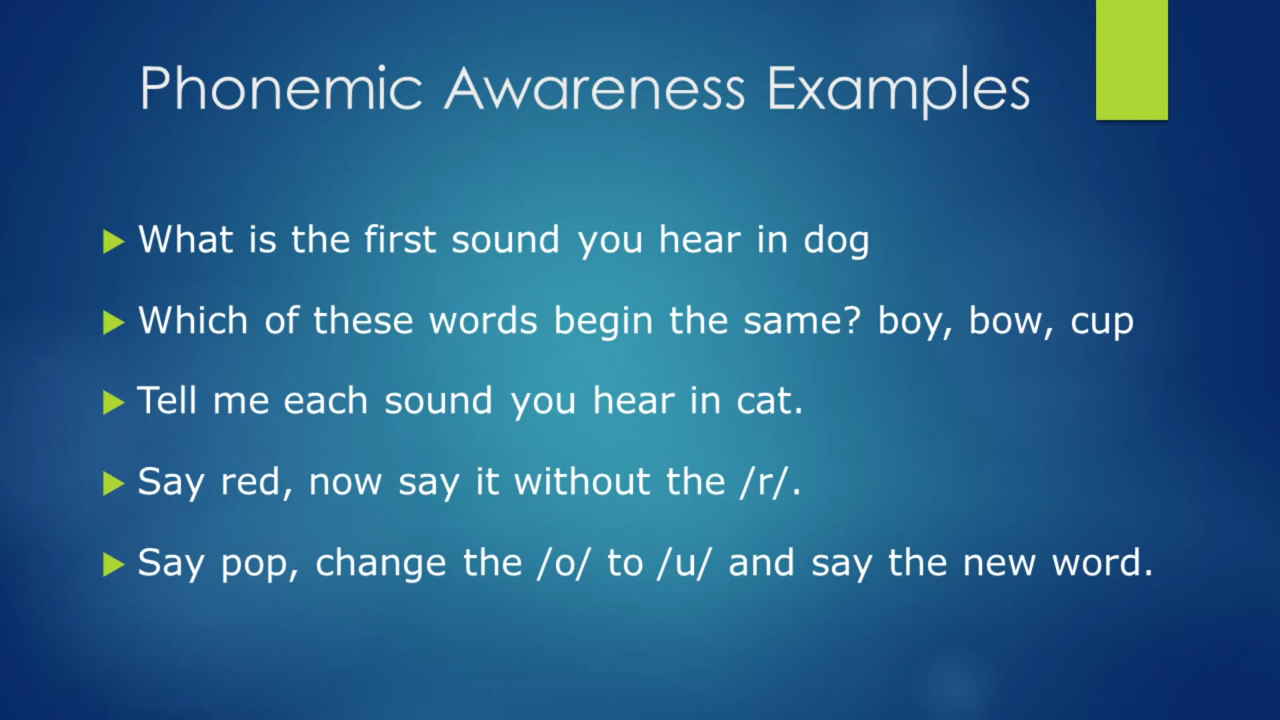 Phonemic Awareness Examples
What is the first sound you hear in dog
Which of these words begin the same? boy, bow, cup
Tell me each sound you hear in cat.
Say red, now say it without the /r/.
Say pop, change the /o/ to /u/ and say the new word.